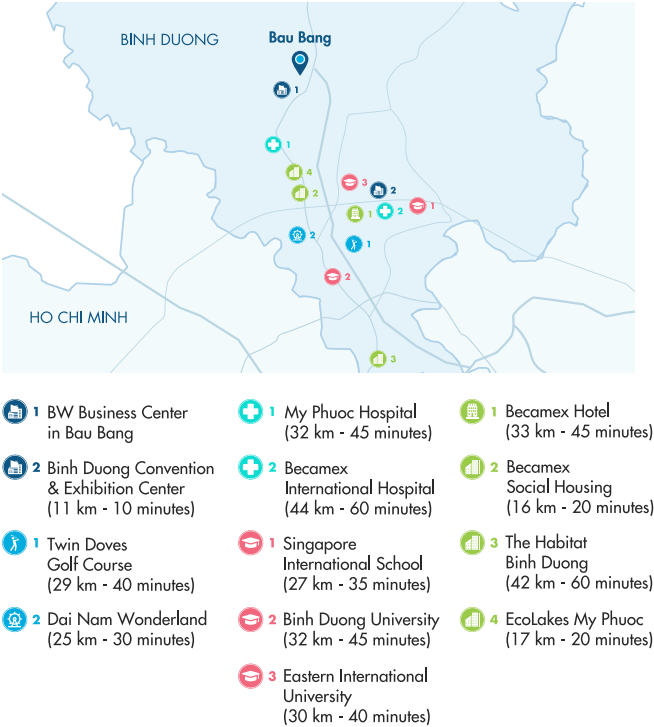 BINH DUONG
Bau Bang
1
1
4
2
3
2
1
2
1
2
1
2
HO CHI MINH
3
1 BW Business Center
in Bau Bang
2 Binh Duong Convention
& Exhibition Center
(11 km - 10 minutes)
1 Twin Doves
Golf Course
(29 km - 40 minutes)
2 Dai Nam Wonderland
(25 km - 30 minutes)
1 My Phuoc Hospital
(32 km - 45 minutes)
2 Becamex
International Hospital
(44 km - 60 minutes)
1 Singapore
International School
(27 km - 35 minutes)
2 Binh Duong University
(32 km - 45 minutes)
3 Eastern International
University
(30 km - 40 minutes)
1 Becamex Hotel
(33 km - 45 minutes)
2 Becamex
Social Housing
(16 km - 20 minutes)
3 The Habitat
Binh Duong
(42 km - 60 minutes)
4 EcoLakes My Phuoc
(17 km - 20 minutes)